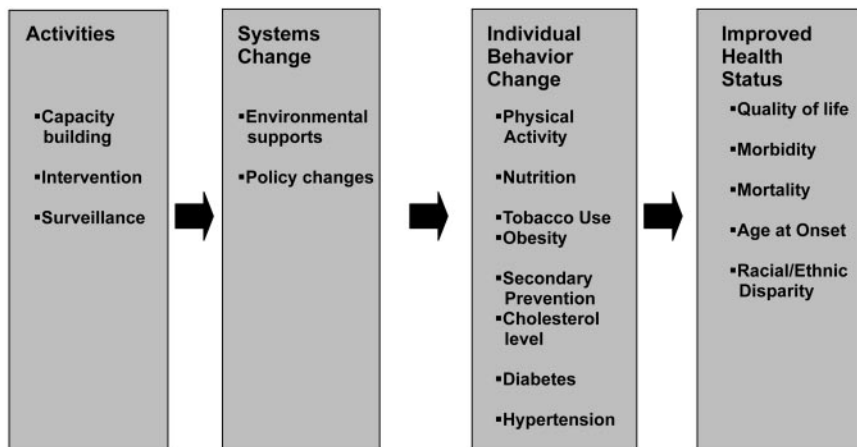 Activities
▪Capacity
building
▪Intervention
▪Surveillance
Systems
Change
▪Environmental
supports
▪Policy changes
Individual
Behavior
Change
▪Physical
Activity
▪Nutrition
▪Tobacco Use
▪Obesity
▪Secondary
Prevention
▪Cholesterol
level
▪Diabetes
▪Hypertension
Improved
Health
Status
▪Quality of life
▪Morbidity
▪Mortality
▪Age at Onset
▪Racial/Ethnic
Disparity